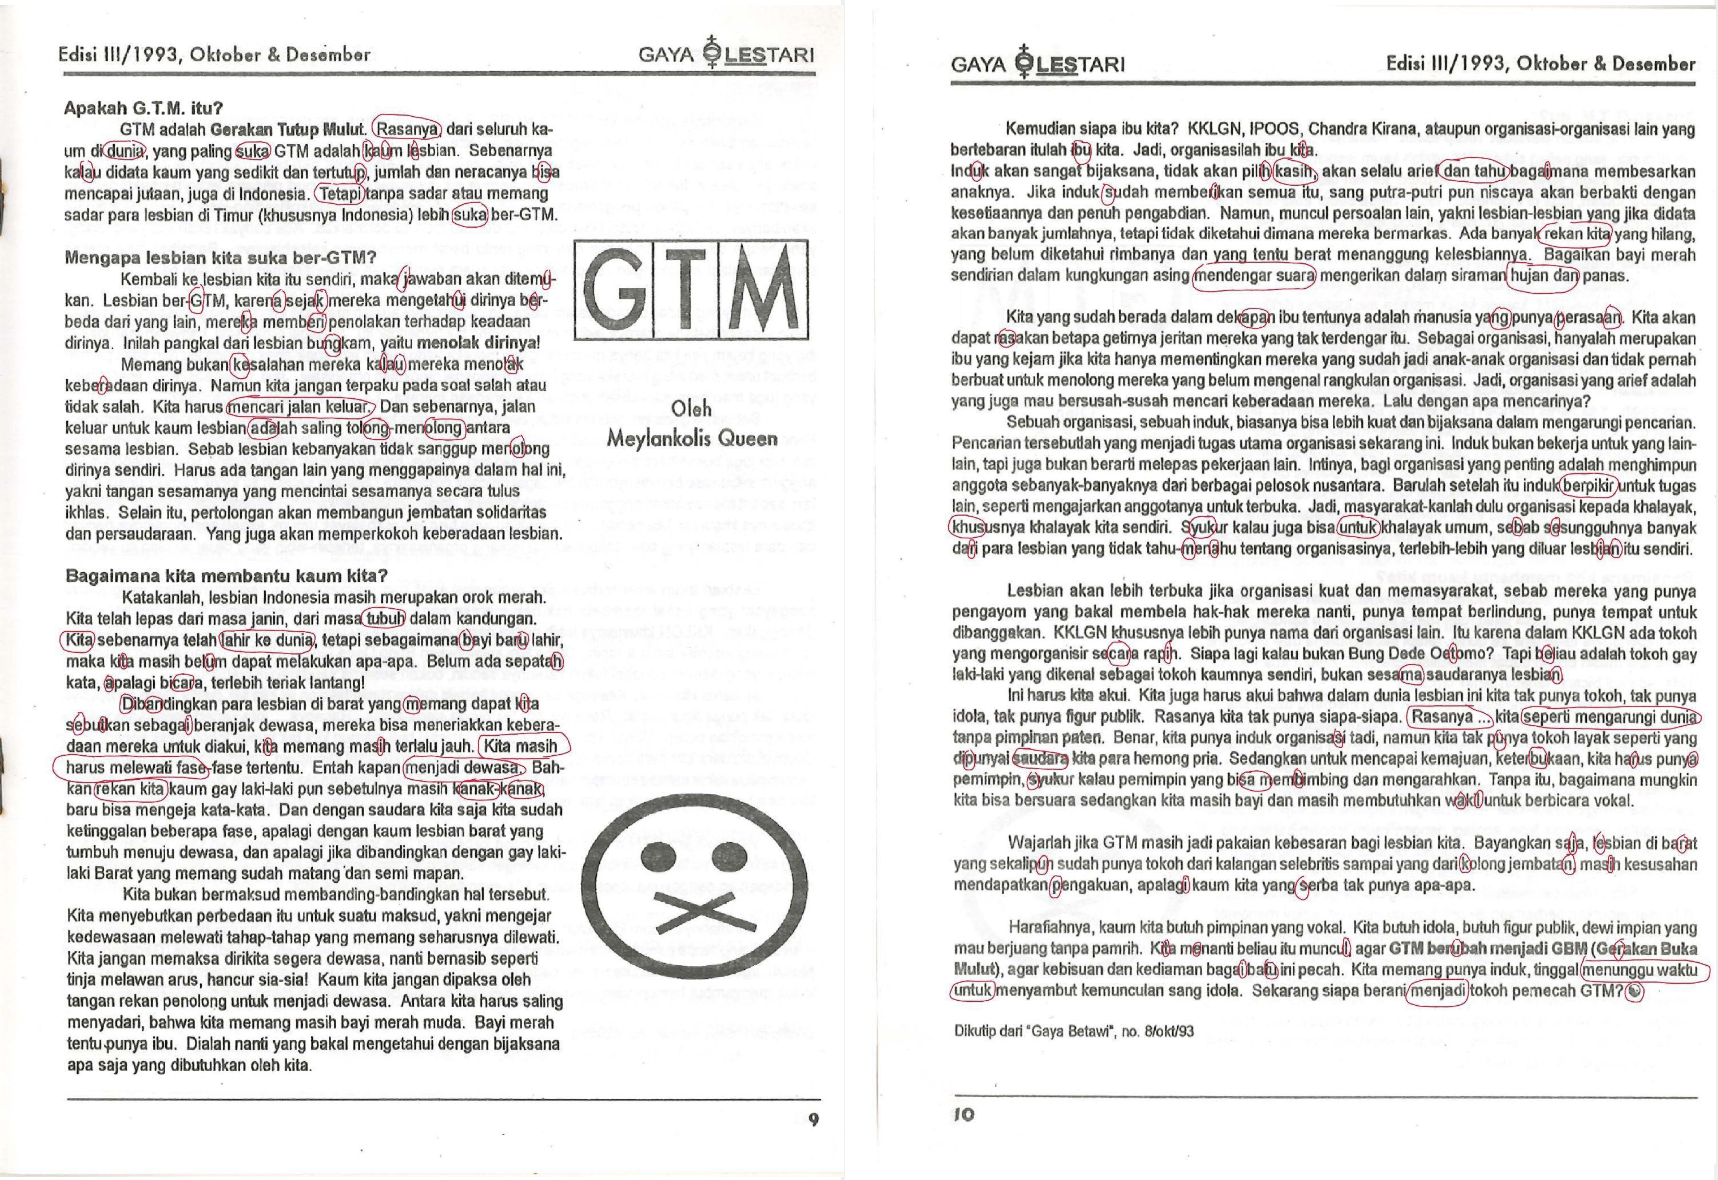 Edisi III/1993, Oktober & Desember
GAYA LESTARI
Apakah G.T.M. itu?
GTM adalah Gerakan Tutup Mulut. Rasanya, dari seluruh ka-
um di dunia, yang paling suka GTM adalah kaum lesbian. Sebenarnya
kalau didata kaum yang sedikit dan tertutup, jumlah dan neracanya bisa
mencapai jutaan, juga di Indonesia. Tetapi tanpa sadar atau memang
sadar para lesbian di Timur (khususnya Indonesia) lebih suka ber-GTM.
Mengapa lesbian kita suka ber-GTM?
Kembali ke lesbian kita itu sendiri, maka jawaban akan ditemu-
kan. Lesbian ber-GTM, karena sejak mereka mengetahui dirinya ber-
beda dari yang lain, mereka memberi penolakan terhadap keadaan
dirinya. Inilah pangkal dari lesbian bungkam, yaitu menolak dirinya!
Memang bukan kesalahan mereka kalau mereka menolak
keberadaan dirinya. Namun kita jangan terpaku pada soal salah atau
tidak salah. Kita harus mencari jalan keluar. Dan sebenarnya, jalan
keluar untuk kaum lesbian adalah saling tolong-menolong antara
sesama lesbian. Sebab lesbian kebanyakan tidak sanggup menolong
dirinya sendiri. Harus ada tangan lain yang menggapainya dalam hal ini,
yakni tangan sesamanya yang mencintai sesamanya secara tulus
ikhlas. Selain itu, pertolongan akan membangun jembatan solidaritas
dan persaudaraan. Yang juga akan memperkokoh keberadaan lesbian.
GTM
Oleh
Meylankolis Queen
Bagaimana kita membantu kaum kita?
Katakanlah, lesbian Indonesia masih merupakan orok merah.
Kita telah lepas dari masa janin, dari masa tubuh dalam kandungan.
Kita sebenarnya telah lahir ke dunia, tetapi sebagaimana bayi baru lahir,
maka kita masih belum dapat melakukan apa-apa. Belum ada sepatah
kata, apalagi bicara, terlebih teriak lantang!
Dibandingkan para lesbian di barat yang memang dapat kita
sebutkan sebagai beranjak dewasa, mereka bisa meneriakkan kebera-
daan mereka untuk diakui, kita memang masih terlalu jauh. Kita masih
harus melewati fase-fase tertentu. Entah kapan menjadi dewasa. Bah-
kan rekan kita kaum gay laki-laki pun sebetulnya masih kanak-kanak,
baru bisa mengeja kata-kata. Dan dengan saudara kita saja kita sudah
ketinggalan beberapa fase, apalagi dengan kaum lesbian barat yang
tumbuh menuju dewasa, dan apalagi jika dibandingkan dengan gay laki-
laki Barat yang memang sudah matang dan semi mapan.
Kita bukan bermaksud membanding-bandingkan hal tersebut.
Kita menyebutkan perbedaan itu untuk suatu maksud, yakni mengejar
kedewasaan melewati tahap-tahap yang memang seharusnya dilewati.
Kita jangan memaksa dirikita segera dewasa, nanti bernasib seperti
tinja melawan arus, hancur sia-sia! Kaum kita jangan dipaksa oleh
tangan rekan penolong untuk menjadi dewasa. Antara kita harus saling
menyadari, bahwa kita memang masih bayi merah muda. Bayi merah
tentu punya ibu. Dialah nanti yang bakal mengetahui dengan bijaksana
apa saja yang dibutuhkan oleh kita.
9
GAYA LESTARI
Edisi III/1993, Oktober & Desember
Kemudian siapa ibu kita? KKLGN, IPOOS, Chandra Kirana, ataupun organisasi-organisasi lain yang
bertebaran itulah ibu kita. Jadi, organisasilah ibu kita.
Induk akan sangat bijaksana, tidak akan pilih kasih, akan selalu arief dan tahu bagaimana membesarkan
anaknya. Jika induk sudah memberikan semua itu, sang putra-putri pun niscaya akan berbakti dengan
kesetiaannya dan penuh pengabdian. Namun, muncul persoalan lain, yakni lesbian-lesbian yang jika didata
akan banyak jumlahnya, tetapi tidak diketahui dimana mereka bermarkas. Ada banyak rekan kita yang hilang,
yang belum diketahui rimbanya dan yang tentu berat menanggung kelesbiannya. Bagaikan bayi merah
sendirian dalam kungkungan asing mendengar suara mengerikan dalam siraman hujan dan panas.
Kita yang sudah berada dalam dekapan ibu tentunya adalah manusia yang punya perasaan. Kita akan
dapat rasakan betapa getirnya jeritan mereka yang tak terdengar itu. Sebagai organisasi, hanyalah merupakan
ibu yang kejam jika kita hanya mementingkan mereka yang sudah jadi anak-anak organisasi dan tidak pernah
berbuat untuk menolong mereka yang belum mengenal rangkulan organisasi. Jadi, organisasi yang arief adalah
yang juga mau bersusah-susah mencari keberadaan mereka. Lalu dengan apa mencarinya?
Sebuah organisasi, sebuah induk, biasanya bisa lebih kuat dan bijaksana dalam mengarungi pencarian.
Pencarian tersebutlah yang menjadi tugas utama organisasi sekarang ini. Induk bukan bekerja untuk yang lain-
lain, tapi juga bukan berarti melepas pekerjaan lain. Intinya, bagi organisasi yang penting adalah menghimpun
anggota sebanyak-banyaknya dari berbagai pelosok nusantara. Barulah setelah itu induk berpikir untuk tugas
lain, seperti mengajarkan anggotanya untuk terbuka. Jadi, masyarakat-kanlah dulu organisasi kepada khalayak,
khususnya khalayak kita sendiri. Syukur kalau juga bisa untuk khalayak umum, sebab sesungguhnya banyak
dari para lesbian yang tidak tahu-menahu tentang organisasinya, terlebih-lebih yang diluar lesbian itu sendiri.
Lesbian akan lebih terbuka jika organisasi kuat dan memasyarakat, sebab mereka yang punya
pengayom yang bakal membela hak-hak mereka nanti, punya tempat berlindung, punya tempat untuk
dibanggakan. KKLGN khususnya lebih punya nama dari organisasi lain. Itu karena dalam KKLGN ada tokoh
yang mengorganisir secara rapih. Siapa lagi kalau bukan Bung Dede Oetomo? Tapi beliau adalah tokoh gay
laki-laki yang dikenal sebagai tokoh kaumnya sendiri, bukan sesama saudaranya lesbian.
Ini harus kita akui. Kita juga harus akui bahwa dalam dunia lesbian ini kita tak punya tokoh, tak punya
idola, tak punya figur publik. Rasanya kita tak punya siapa-siapa. Rasanya ... kita seperti mengarungi dunia
tanpa pimpinan paten. Benar, kita punya induk organisasi tadi, namun kita tak punya tokoh layak seperti yang
dipunyai saudara kita para hemong pria. Sedangkan untuk mencapai kemajuan, keterbukaan, kita harus punya
pemimpin, syukur kalau pemimpin yang bisa membimbing dan mengarahkan. Tanpa itu, bagaimana mungkin
kita bisa bersuara sedangkan kita masih bayi dan masih membutuhkan wakil untuk berbicara vokal.
Wajarlah jika GTM masih jadi pakaian kebesaran bagi lesbian kita. Bayangkan saja, lesbian di barat
yang sekalipun sudah punya tokoh dari kalangan selebritis sampai yang dari kolong jembatan, masih kesusahan
mendapatkan pengakuan, apalagi kaum kita yang serba tak punya apa-apa.
Harafiahnya, kaum kita butuh pimpinan yang vokal. Kita butuh idola, butuh figur publik, dewi impian yang
mau berjuang tanpa pamrih. Kita menanti beliau itu muncul, agar GTM berubah menjadi GBM (Gerakan Buka
Mulut), agar kebisuan dan kediaman bagai batu ini pecah. Kita memang punya induk, tinggal menunggu waktu
untuk menyambut kemunculan sang idola. Sekarang siapa berani menjadi tokoh pemecah GTM?
Dikutip dari "Gaya Betawi", no. 8/okt/93
10